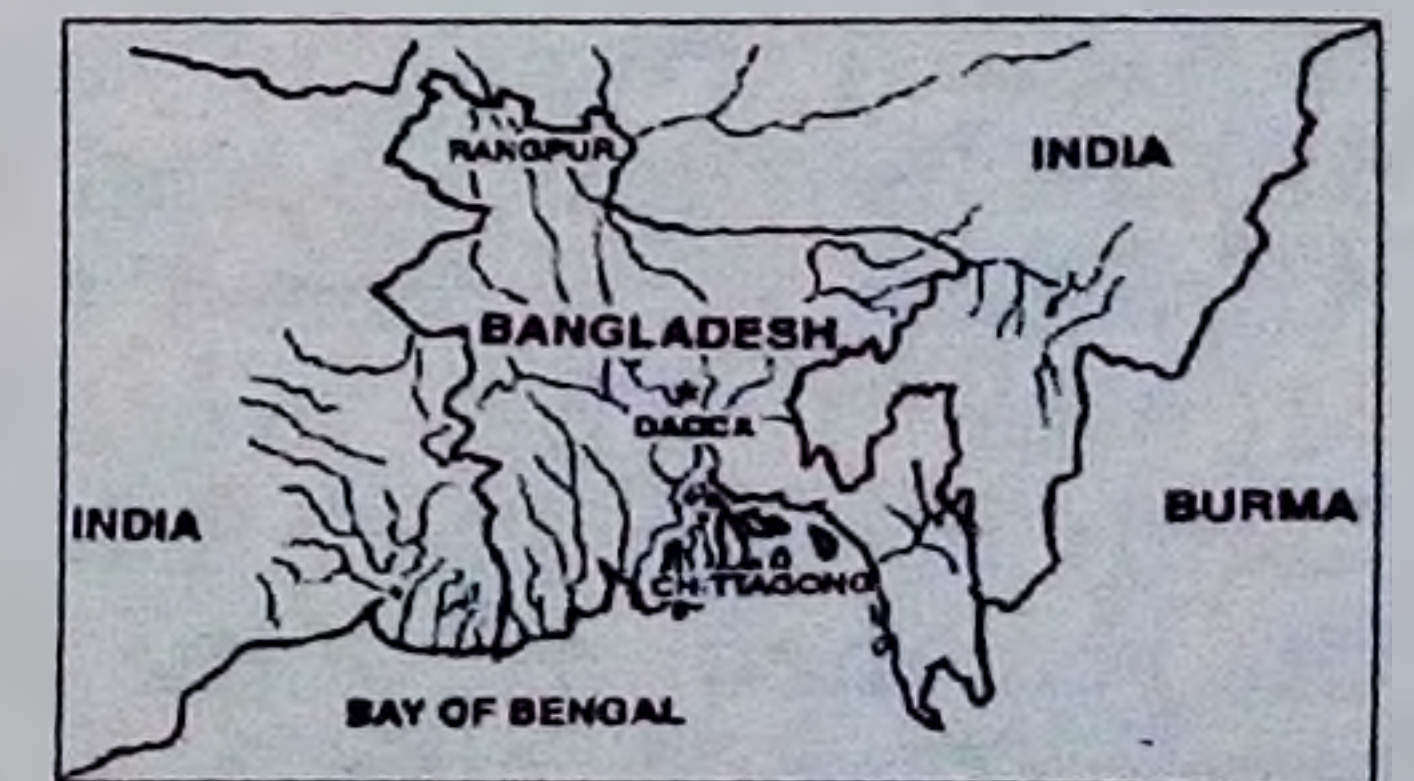 RANGPUR
INDIA
BANGLADESH
DACCA
INDIA
BURMA
CHITTAGONG
BAY OF BENGAL